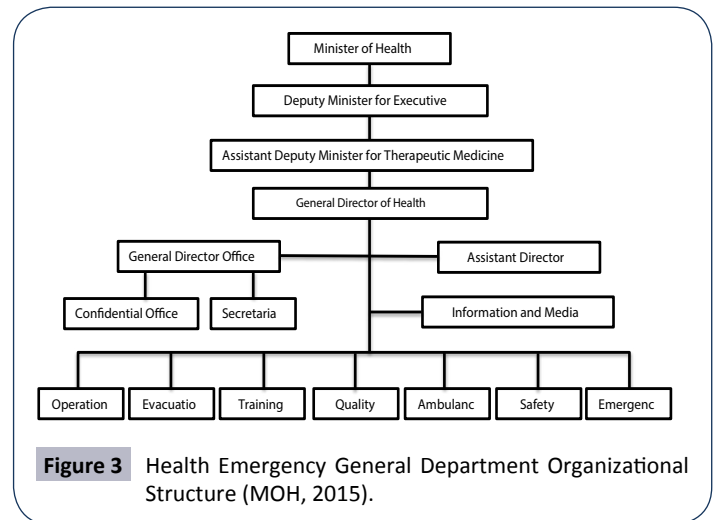 Minister of Health
Deputy Minister for Executive
Assistant Deputy Minister for Therapeutic Medicine
General Director of Health
General Director Office
Assistant Director
Confidential Office
Secretaria
Information and Media
Operation
Evacuatio
Training
Quality
Ambulanc
Safety
Emergenc
Figure 3 Health Emergency General Department Organizational
Structure (MOH, 2015).